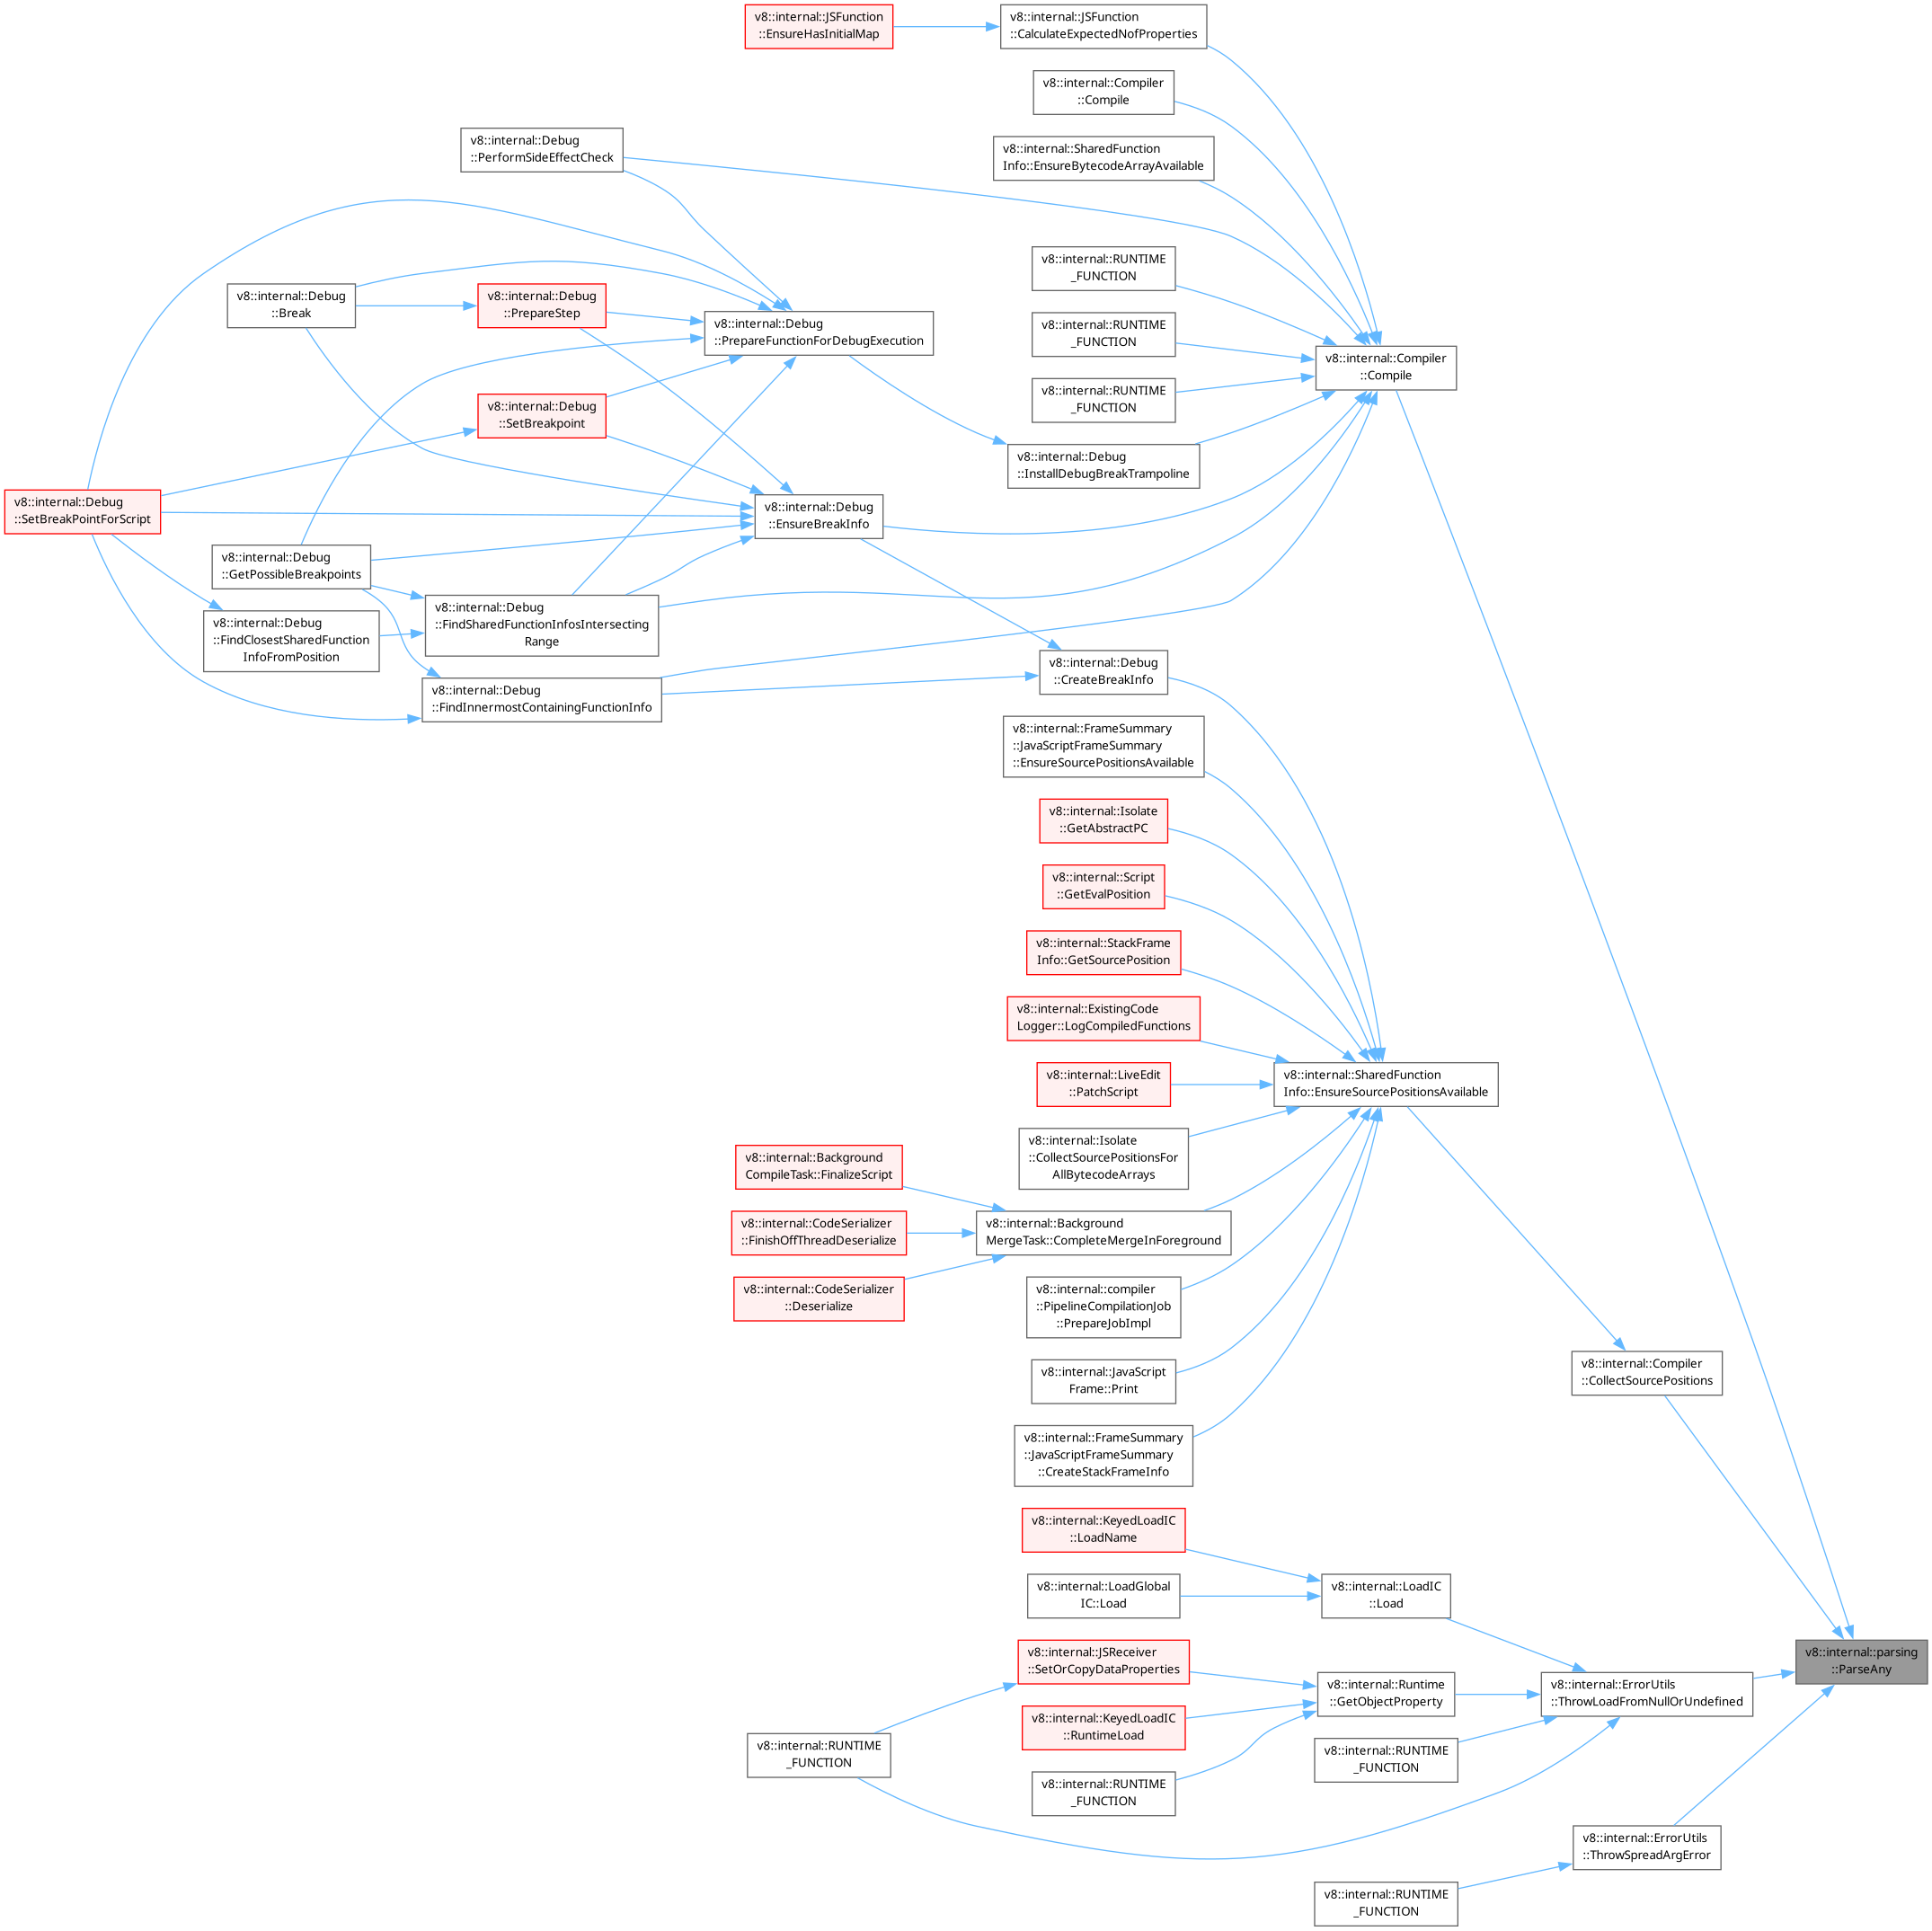 v8::internal::JSFunction
::EnsureHasInitialMap
v8::internal::JSFunction
::CalculateExpectedNofProperties
v8::internal::Compiler
::Compile
v8::internal::Debug
::PerformSideEffectCheck
v8::internal::SharedFunction
Info::EnsureBytecodeArrayAvailable
v8::internal::RUNTIME
_FUNCTION
v8::internal::Debug
::Break
v8::internal::Debug
::PrepareStep
v8::internal::Debug
::PrepareFunctionForDebugExecution
v8::internal::RUNTIME
_FUNCTION
v8::internal::Compiler
::Compile
v8::internal::RUNTIME
_FUNCTION
v8::internal::Debug
::SetBreakpoint
v8::internal::Debug
::InstallDebugBreakTrampoline
v8::internal::Debug
::SetBreakPointForScript
v8::internal::Debug
::EnsureBreakInfo
v8::internal::Debug
::GetPossibleBreakpoints
v8::internal::Debug
::FindClosestSharedFunction
InfoFromPosition
v8::internal::Debug
::FindSharedFunctionInfosIntersecting
Range
v8::internal::Debug
::CreateBreakInfo
v8::internal::Debug
::FindInnermostContainingFunctionInfo
v8::internal::FrameSummary
::JavaScriptFrameSummary
::EnsureSourcePositionsAvailable
v8::internal::Isolate
::GetAbstractPC
v8::internal::Script
::GetEvalPosition
v8::internal::StackFrame
Info::GetSourcePosition
v8::internal::ExistingCode
Logger::LogCompiledFunctions
v8::internal::LiveEdit
::PatchScript
v8::internal::SharedFunction
Info::EnsureSourcePositionsAvailable
v8::internal::Isolate
::CollectSourcePositionsFor
AllBytecodeArrays
v8::internal::Background
CompileTask::FinalizeScript
v8::internal::CodeSerializer
::FinishOffThreadDeserialize
v8::internal::Background
MergeTask::CompleteMergeInForeground
v8::internal::CodeSerializer
::Deserialize
v8::internal::compiler
::PipelineCompilationJob
::PrepareJobImpl
v8::internal::JavaScript
Frame::Print
v8::internal::Compiler
::CollectSourcePositions
v8::internal::FrameSummary
::JavaScriptFrameSummary
::CreateStackFrameInfo
v8::internal::KeyedLoadIC
::LoadName
v8::internal::LoadGlobal
IC::Load
v8::internal::LoadIC
::Load
v8::internal::JSReceiver
::SetOrCopyDataProperties
v8::internal::parsing
::ParseAny
v8::internal::Runtime
::GetObjectProperty
v8::internal::ErrorUtils
::ThrowLoadFromNullOrUndefined
v8::internal::KeyedLoadIC
::RuntimeLoad
v8::internal::RUNTIME
_FUNCTION
v8::internal::RUNTIME
_FUNCTION
v8::internal::RUNTIME
_FUNCTION
v8::internal::ErrorUtils
::ThrowSpreadArgError
v8::internal::RUNTIME
_FUNCTION